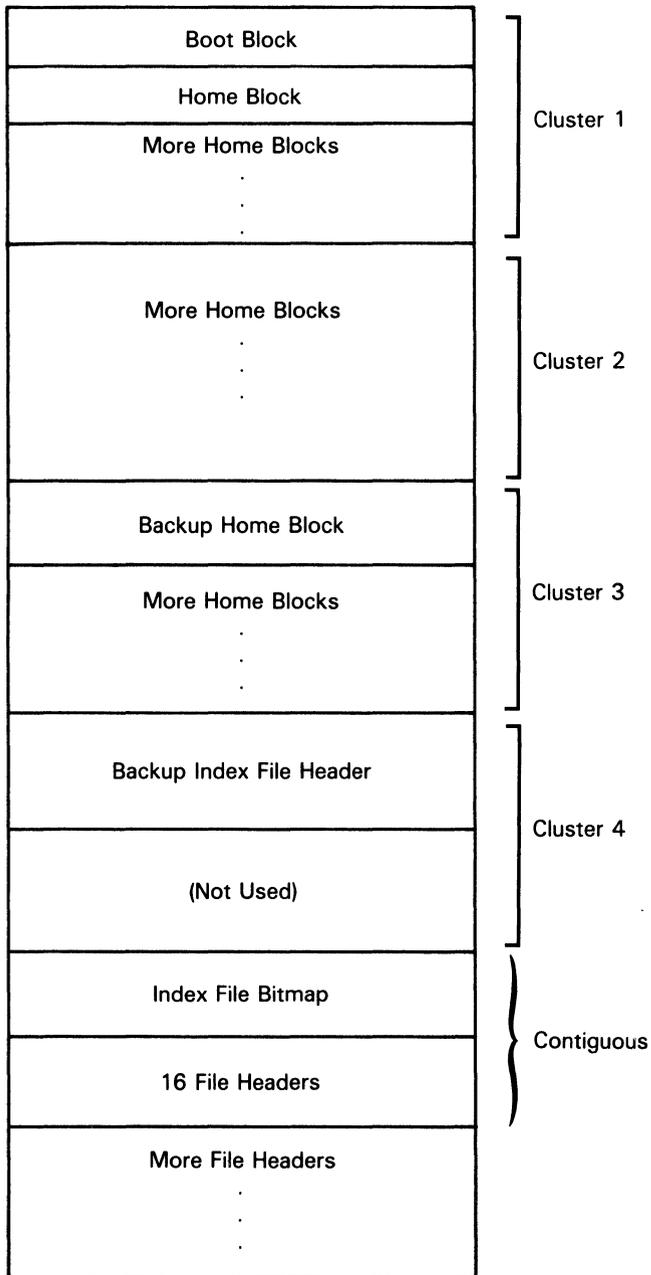 Boot Block
Home Block
Cluster 1
More Home Blocks
.
.
.
More Home Blocks
.
.
.
Cluster 2
Backup Home Block
More Home Blocks
.
.
.
Cluster 3
Backup Index File Header
Cluster 4
(Not Used)
Index File Bitmap
Contiguous
16 File Headers
More File Headers
.
.
.